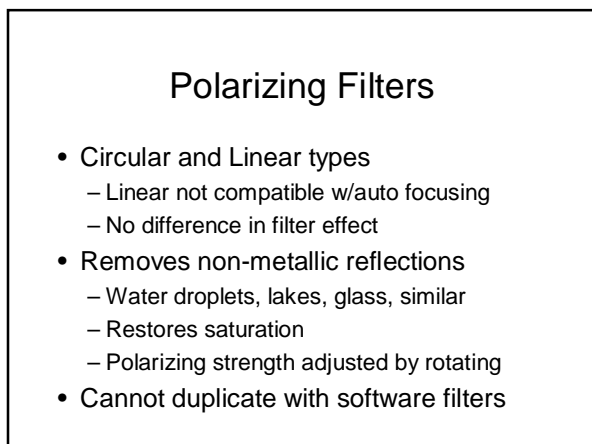 Polarizing Filters
• Circular and Linear types
– Linear not compatible w/auto focusing
– No difference in filter effect
• Removes non-metallic reflections
– Water droplets, lakes, glass, similar
– Restores saturation
– Polarizing strength adjusted by rotating
• Cannot duplicate with software filters